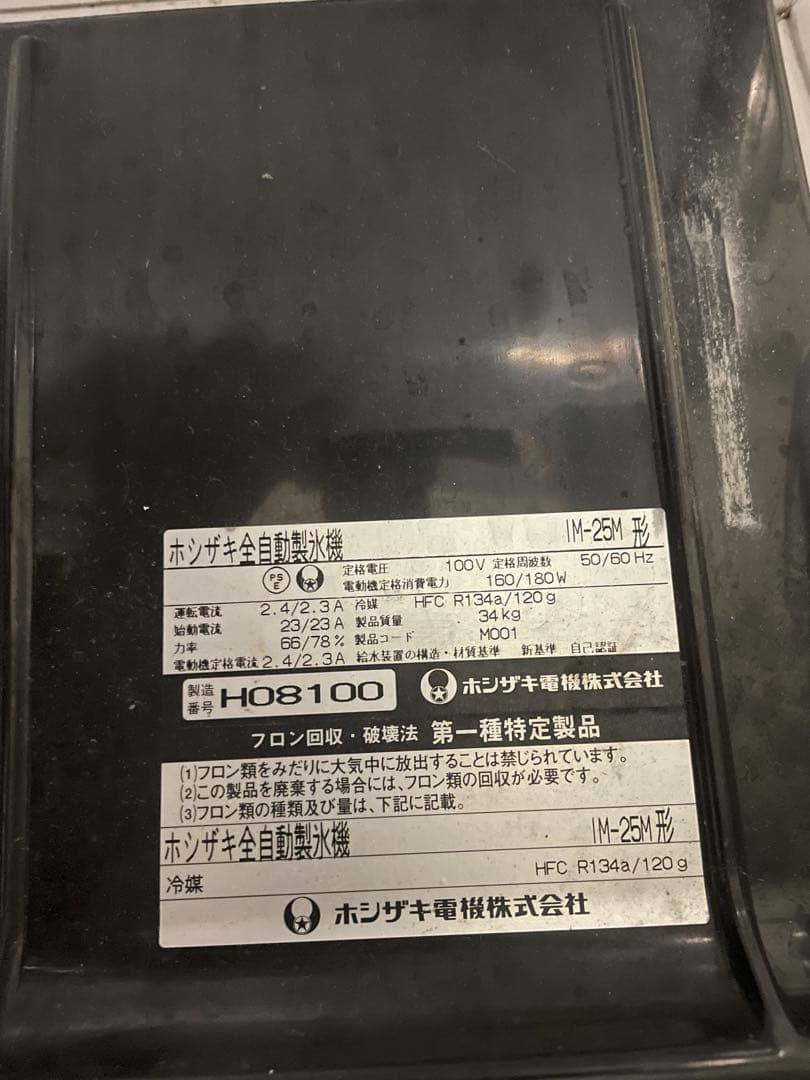 ホシザキ全自動製氷機 IM-25M 形
PS E 定格電圧 100V 定格周波数 50/60 Hz
電動機定格消費電力 160/180W
運転電流 2.4/2.3A 冷媒 HFC R134a/120g
始動電流 23/23A 製品質量 34kg
力率 66/78% 製品コード M001
電動機定格電流 2.4/2.3A 給水装置の構造・材質基準 新基準 自己認証
製造番号 H08100 ホシザキ電機株式会社
フロン回収・破壊法 第一種特定製品
(1)フロン類をみだりに大気中に放出することは禁じられています。
(2)この製品を廃棄する場合には、フロン類の回収が必要です。
(3)フロン類の種類及び量は、下記に記載。
ホシザキ全自動製氷機 IM-25M形
冷媒 HFC R134a/120g
ホシザキ電機株式会社